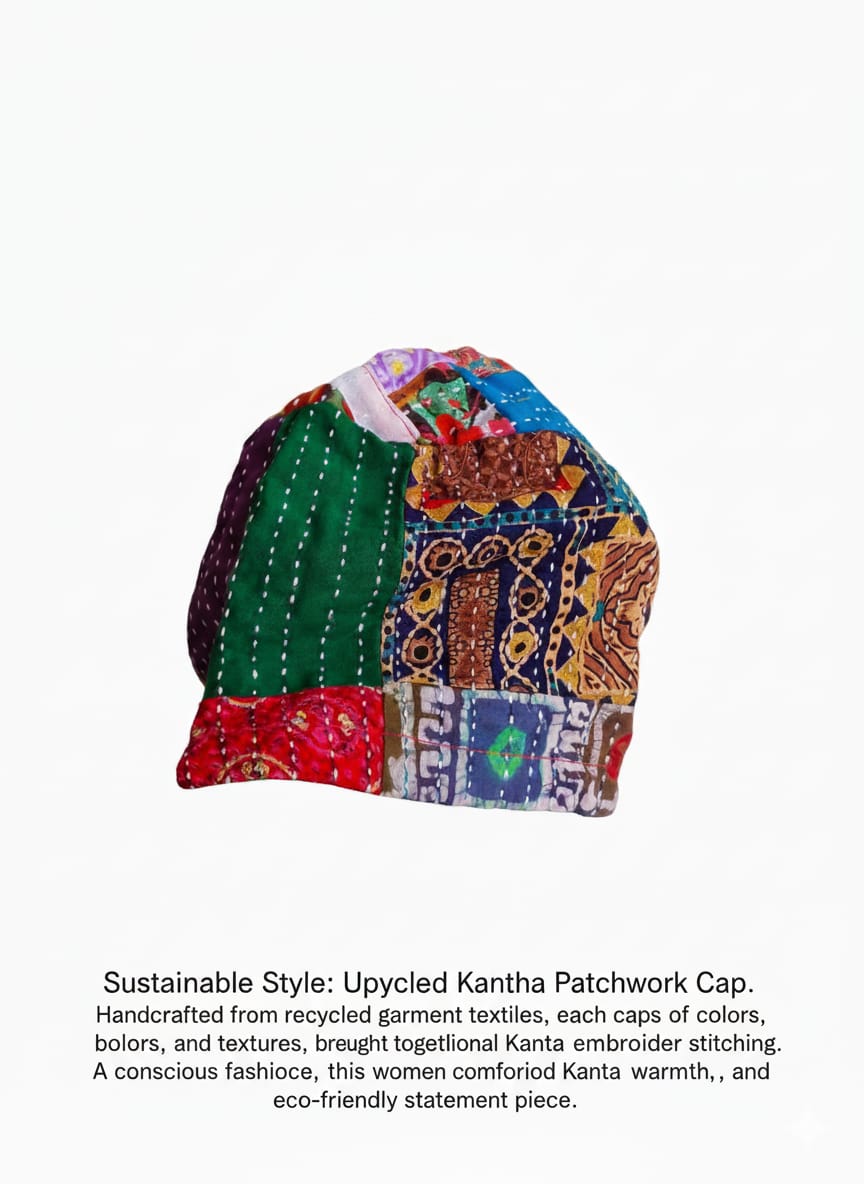 Sustainable Style: Upycled Kantha Patchwork Cap.
Handcrafted from recycled garment textiles, each caps of colors,
bolors, and textures, breught togetlional Kanta embroider stitching.
A conscious fashioce, this women comforiod Kanta warmth,, and
eco-friendly statement piece.